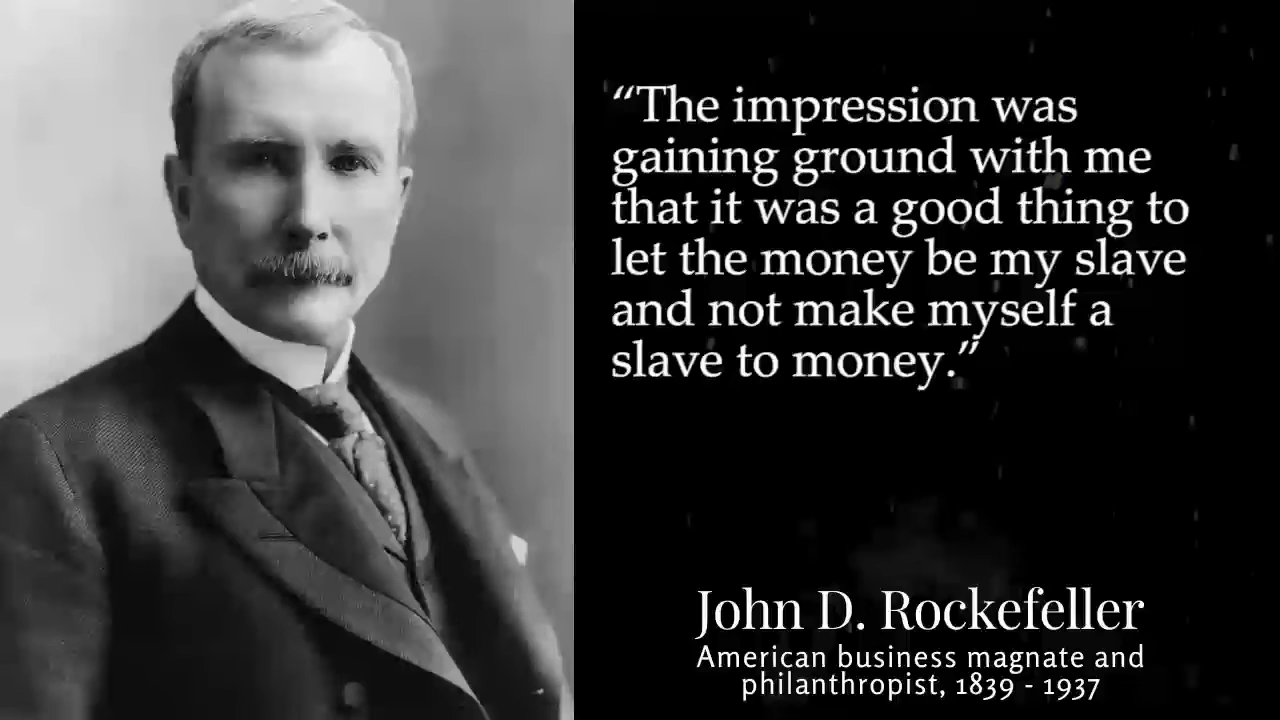 “The impression was
gaining ground with me
that it was a good thing to
let the money be my slave
and not make myself a
slave to money.”
John D. Rockefeller
American business magnate and
philanthropist, 1839 - 1937